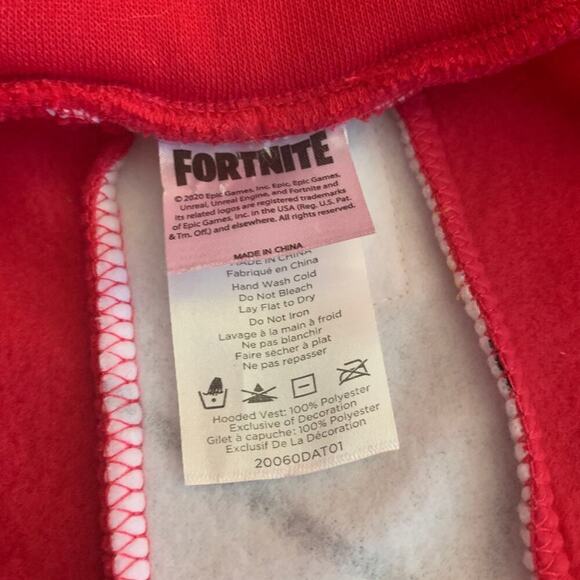 FORTNITE
© 2020 Epic Games, Inc. Epic, Epic Games,
Unreal, Unreal Engine, and Fortnite and
its related logos are registered trademarks
of Epic Games, Inc. in the USA (Reg. U.S. Pat.
& Tm. Off.) and elsewhere. All rights reserved.
MADE IN CHINA
MADE IN CHINA
Fabriqué en China
Hand Wash Cold
Do Not Bleach
Lay Flat to Dry
Do Not Iron
Lavage à la main à froid
Ne pas blanchir
Faire sécher à plat
Ne pas repasser
Hooded Vest: 100% Polyester
Exclusive of Decoration
Gilet à capuche: 100% Polyester
Exclusif De La Décoration
20060DAT01